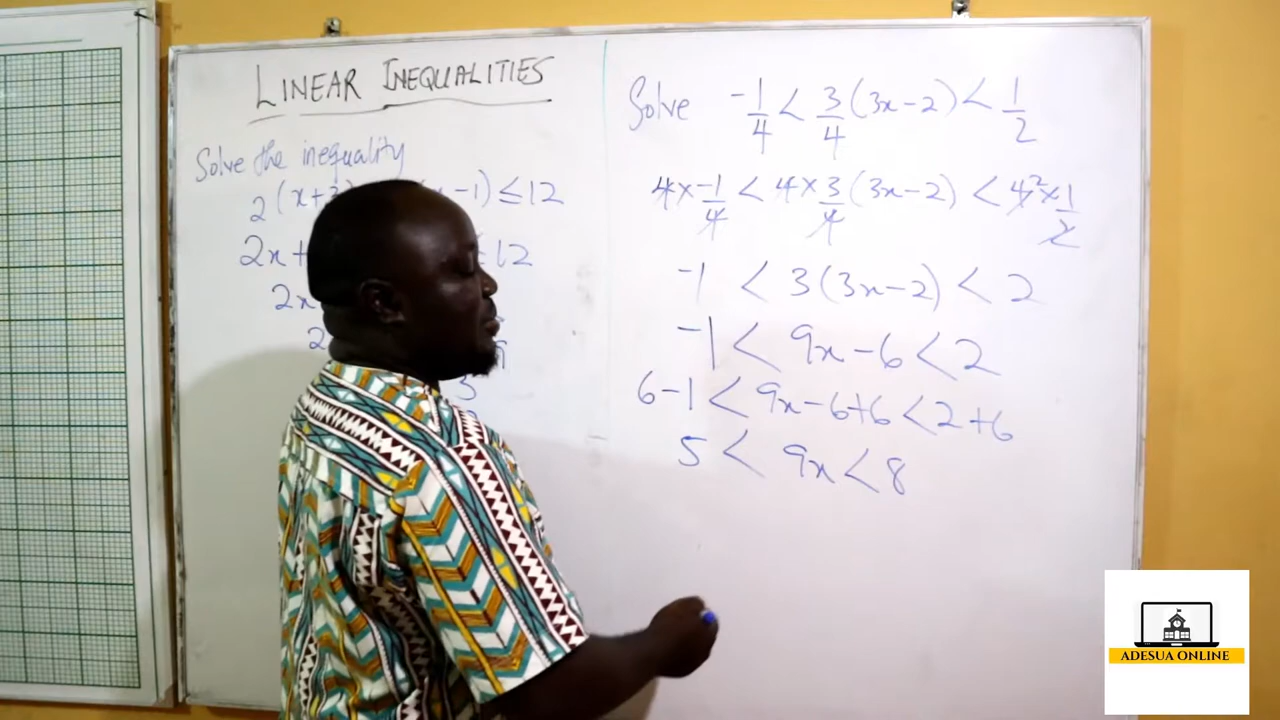 LINEAR INEQUALITIES
Solve the inequality
2(x+3) -1) ≤ 12
2x+ 12
2x
2
5
Solve -1/4 < 3/4 (3x-2) < 1/2
4 × -1/4 < 4 × 3/4 (3x-2) < 4² × 1/2
-1 < 3(3x-2) < 2
-1 < 9x-6 < 2
6-1 < 9x-6+6 < 2+6
5 < 9x < 8
ADESUA ONLINE